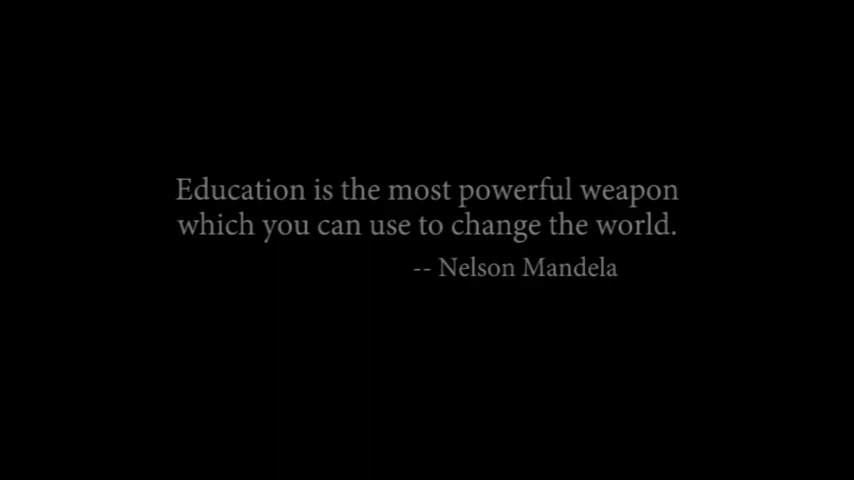 Education is the most powerful weapon
which you can use to change the world.
-- Nelson Mandela